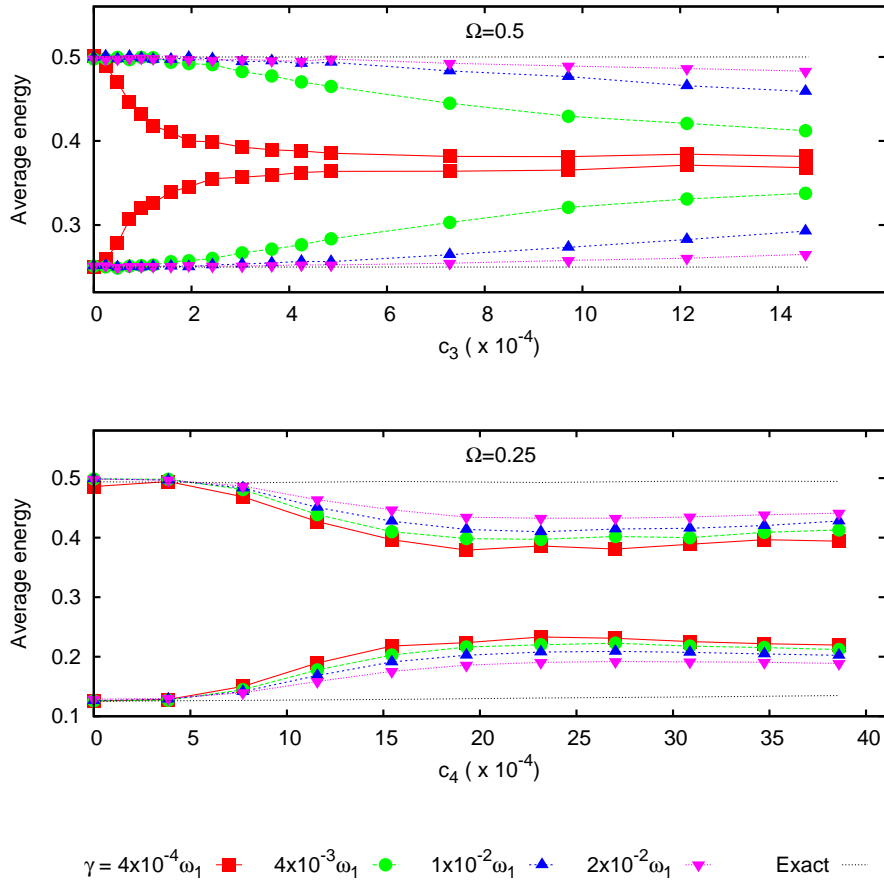 Ω=0.5
0.5
0.4
0.3
Average energy
0 2 4 6 8 10 12 14
c₃ ( x 10⁻⁴)
Ω=0.25
0.5
0.4
0.3
0.2
0.1
Average energy
0 5 10 15 20 25 30 35 40
c₄ ( x 10⁻⁴)
γ = 4x10⁻⁴ω₁ 4x10⁻³ω₁ 1x10⁻²ω₁ 2x10⁻²ω₁ Exact